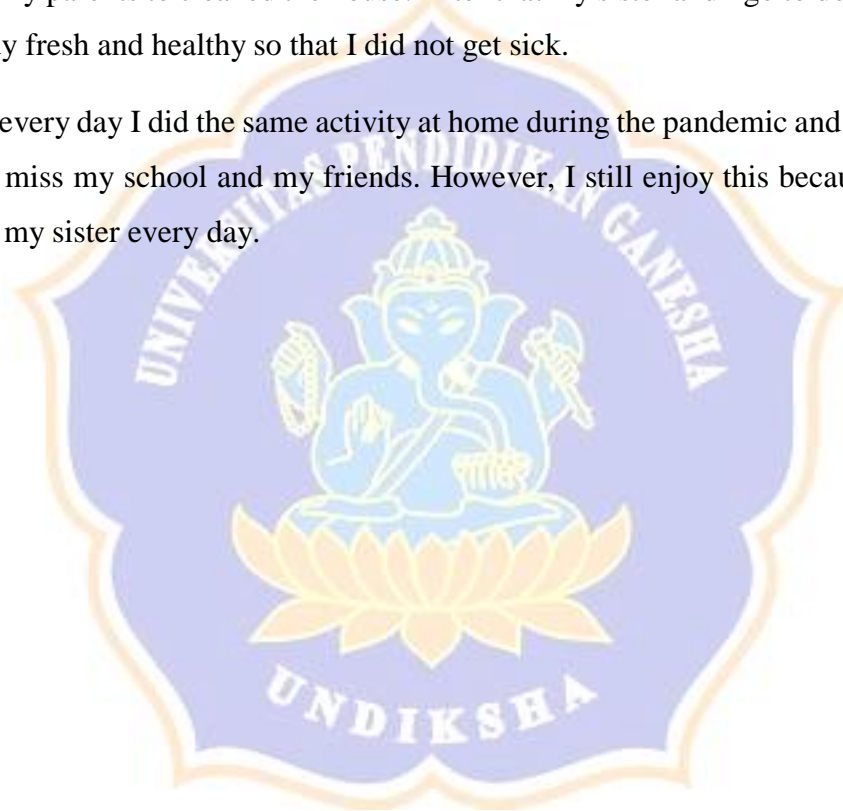 y fresh and healthy so that I did not get sick.
every day I did the same activity at home during the pandemic and
miss my school and my friends. However, I still enjoy this becau
my sister every day.
UNIVERSITAS PENDIDIKAN GANESHA
UNDIKSHA